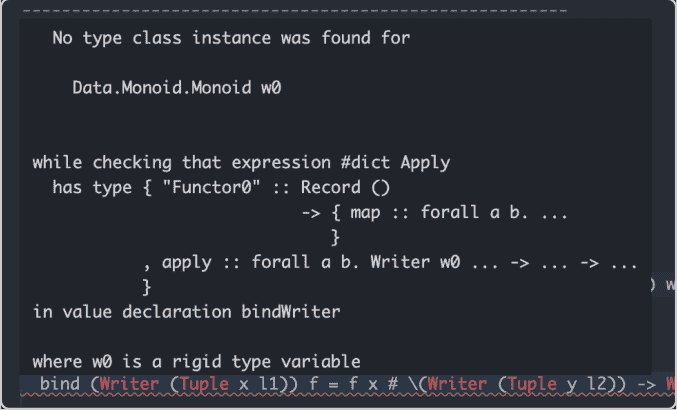 -------------------------------------------------------
No type class instance was found for
Data.Monoid.Monoid w0
while checking that expression #dict Apply
has type { "Functor0" :: Record ()
-> { map :: forall a b. ...
}
, apply :: forall a b. Writer w0 ... -> ... -> ...
}
) w
in value declaration bindWriter
where w0 is a rigid type variable
bind (Writer (Tuple x l1)) f = f x # \(Writer (Tuple y l2)) -> W